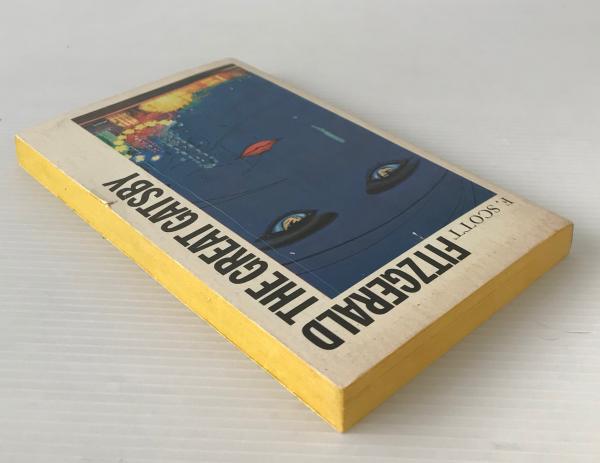 F. SCOTT
FITZGERALD
THE GREAT GATSBY